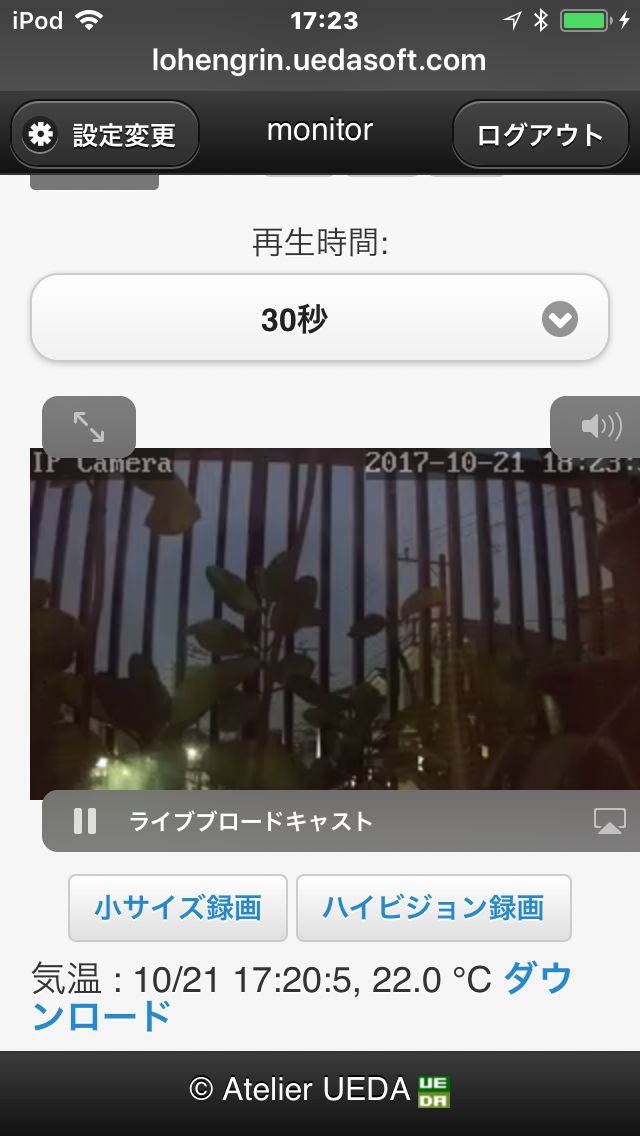 iPod 17:23
lohengrin.uedasoft.com
設定変更 monitor ログアウト
再生時間:
30秒
IP Camera 2017-10-21 18:23:
ライブブロードキャスト
小サイズ録画 ハイビジョン録画
気温 : 10/21 17:20:5, 22.0 °C ダウ
ンロード
© Atelier UEDA UE
DA